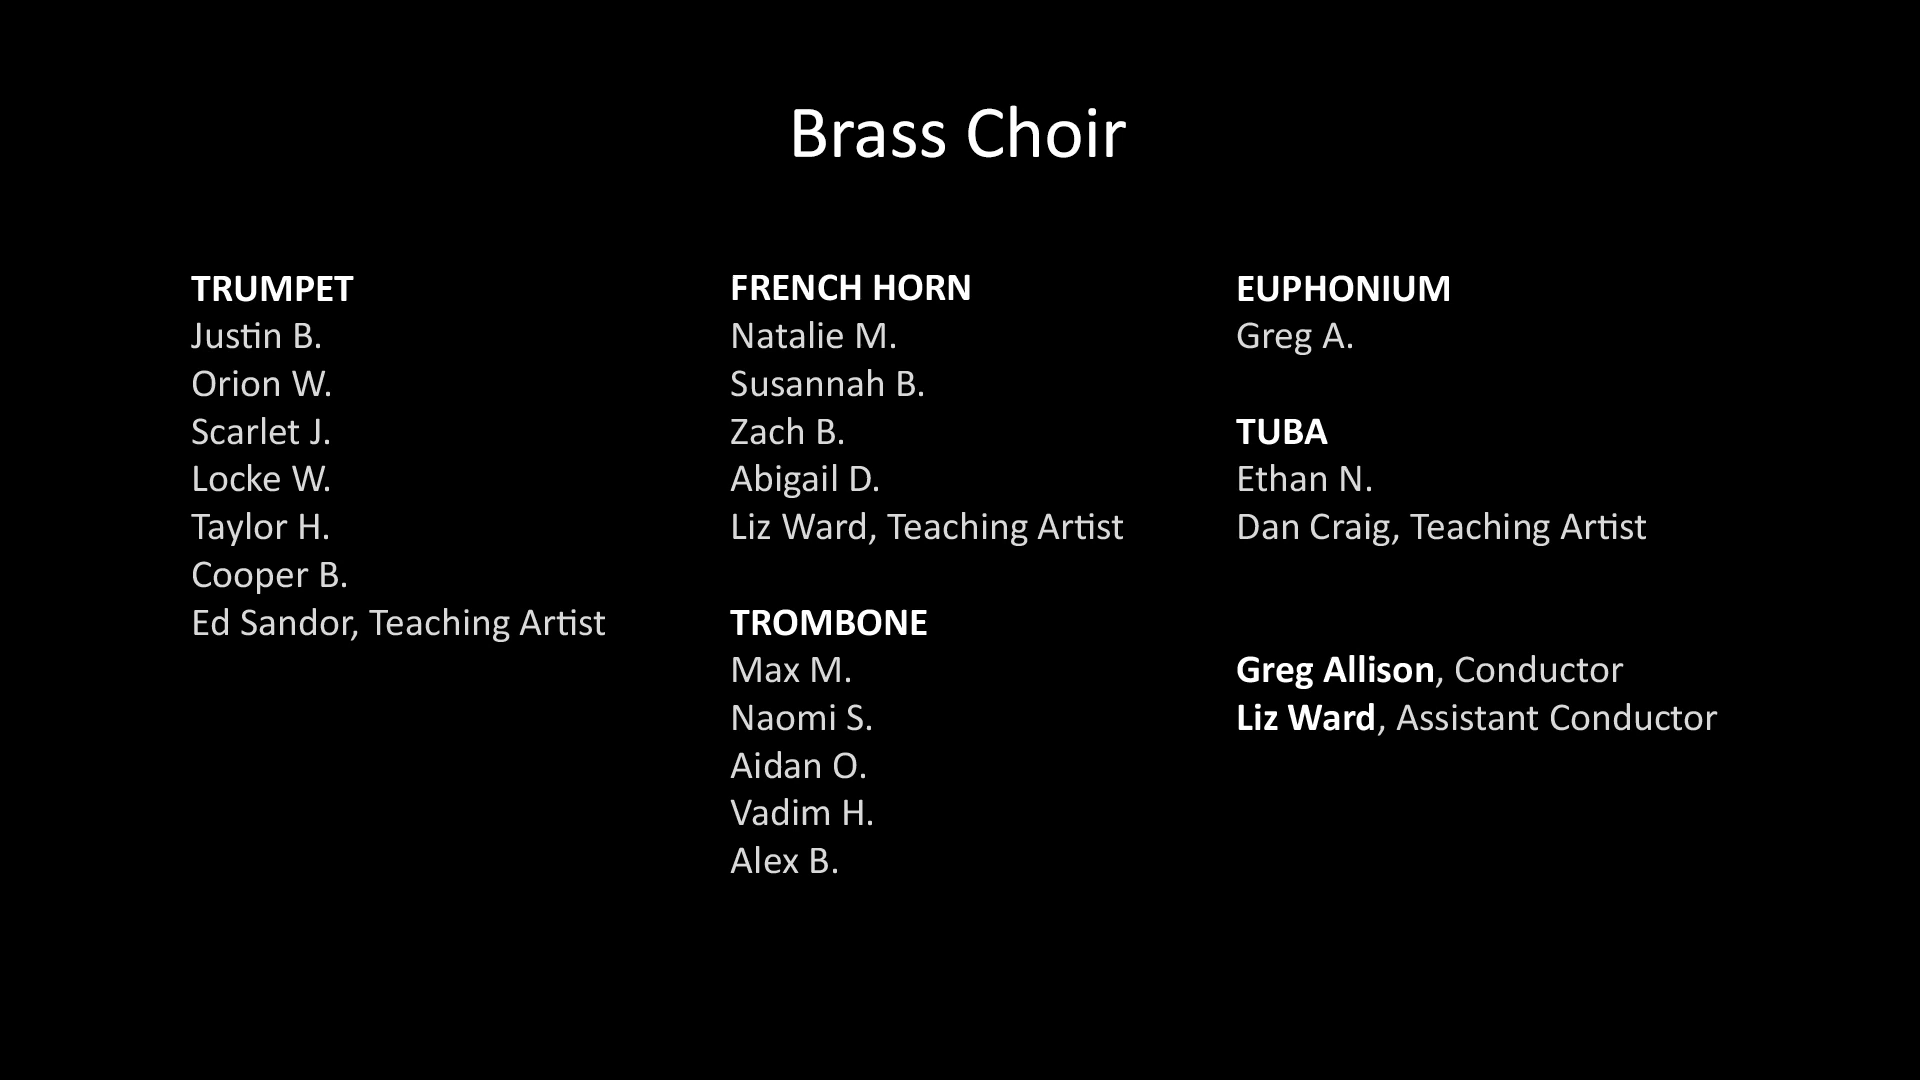 Brass Choir
TRUMPET
Justin B.
Orion W.
Scarlet J.
Locke W.
Taylor H.
Cooper B.
Ed Sandor, Teaching Artist
FRENCH HORN
Natalie M.
Susannah B.
Zach B.
Abigail D.
Liz Ward, Teaching Artist
TROMBONE
Max M.
Naomi S.
Aidan O.
Vadim H.
Alex B.
EUPHONIUM
Greg A.
TUBA
Ethan N.
Dan Craig, Teaching Artist
Greg Allison, Conductor
Liz Ward, Assistant Conductor